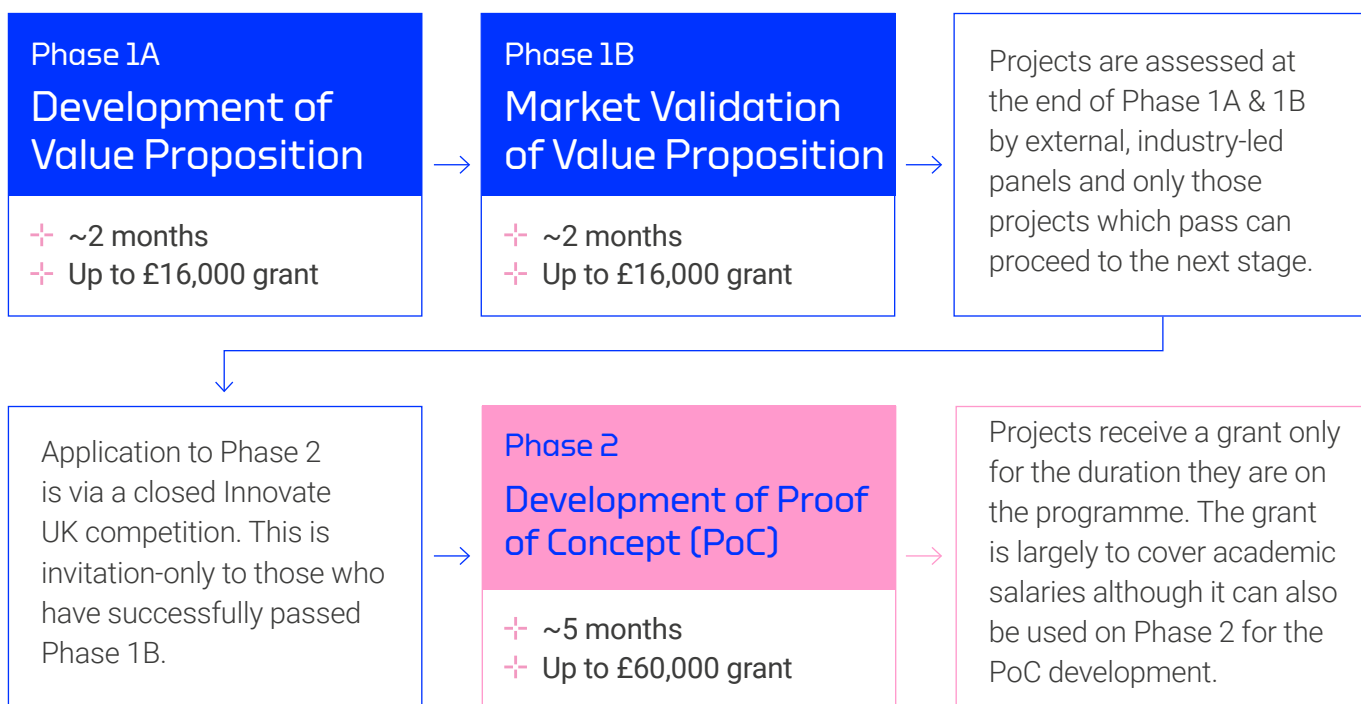 Phase 1A
Development of
Value Proposition
~2 months
Up to £16,000 grant
Phase 1B
Market Validation
of Value Proposition
~2 months
Up to £16,000 grant
Projects are assessed at
the end of Phase 1A & 1B
by external, industry-led
panels and only those
projects which pass can
proceed to the next stage.
Application to Phase 2
is via a closed Innovate
UK competition. This is
invitation-only to those who
have successfully passed
Phase 1B.
Phase 2
Development of Proof
of Concept (PoC)
~5 months
Up to £60,000 grant
Projects receive a grant only
for the duration they are on
the programme. The grant
is largely to cover academic
salaries although it can also
be used on Phase 2 for the
PoC development.